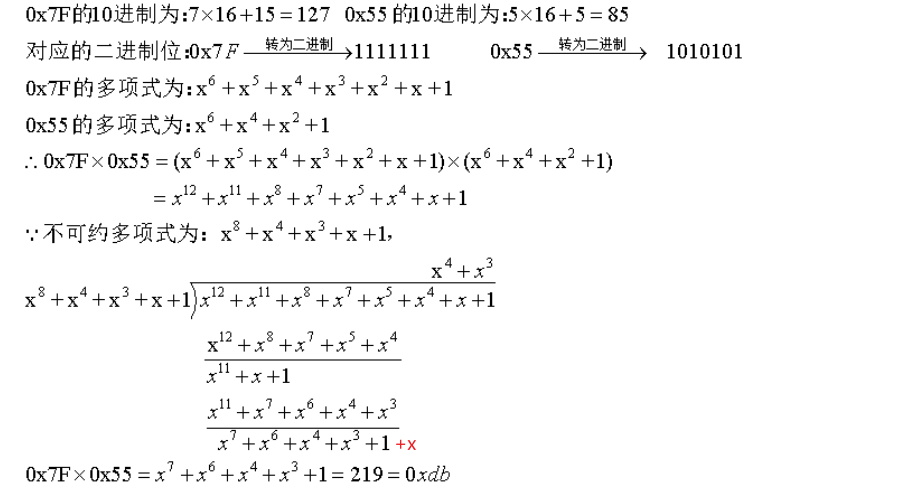 0x7F的10进制为:7×16+15=127 0x55的10进制为:5×16+5=85
对应的二进制位:0x7F 转为二进制→1111111 0x55 转为二进制→ 1010101
0x7F的多项式为:x⁶+x⁵+x⁴+x³+x²+x+1
0x55的多项式为:x⁶+x⁴+x²+1
∴0x7F×0x55=(x⁶+x⁵+x⁴+x³+x²+x+1)×(x⁶+x⁴+x²+1)
=x¹²+x¹¹+x⁸+x⁷+x⁵+x⁴+x+1
∵不可约多项式为：x⁸+x⁴+x³+x+1,
x⁴+x³
x⁸+x⁴+x³+x+1)x¹²+x¹¹+x⁸+x⁷+x⁵+x⁴+x+1
x¹²+x⁸+x⁷+x⁵+x⁴
x¹¹+x+1
x¹¹+x⁷+x⁶+x⁴+x³
x⁷+x⁶+x⁴+x³+1 +x
0x7F×0x55=x⁷+x⁶+x⁴+x³+1=219=0xdb